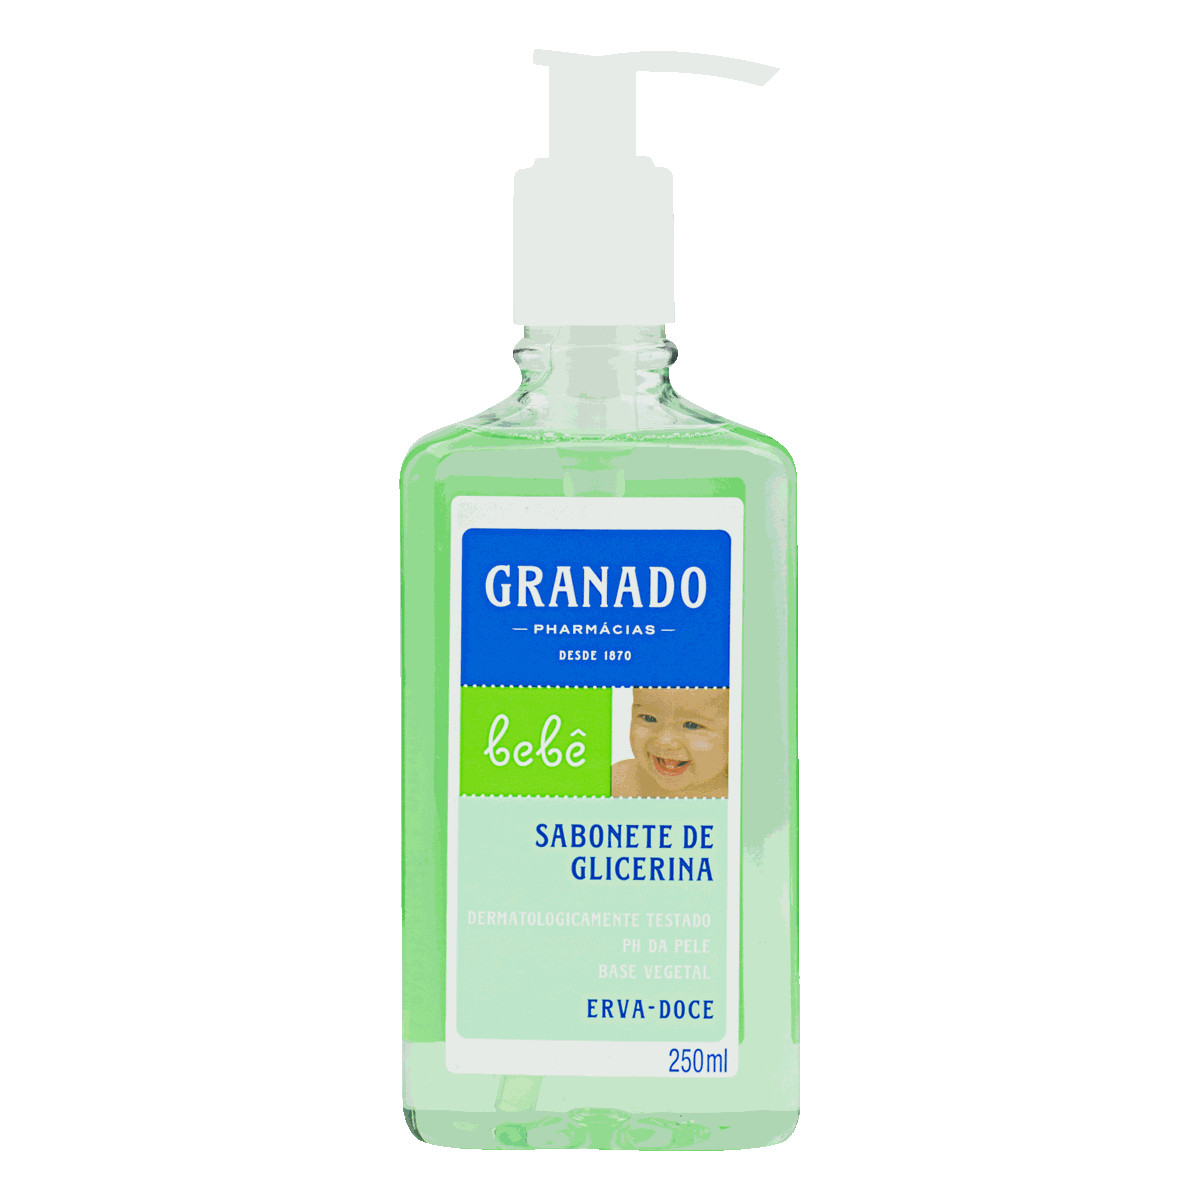 GRANADO
PHARMÁCIAS
DESDE 1870
bebê
SABONETE DE
GLICERINA
DERMATOLOGICAMENTE TESTADO
PH DA PELE
BASE VEGETAL
ERVA-DOCE
250ml